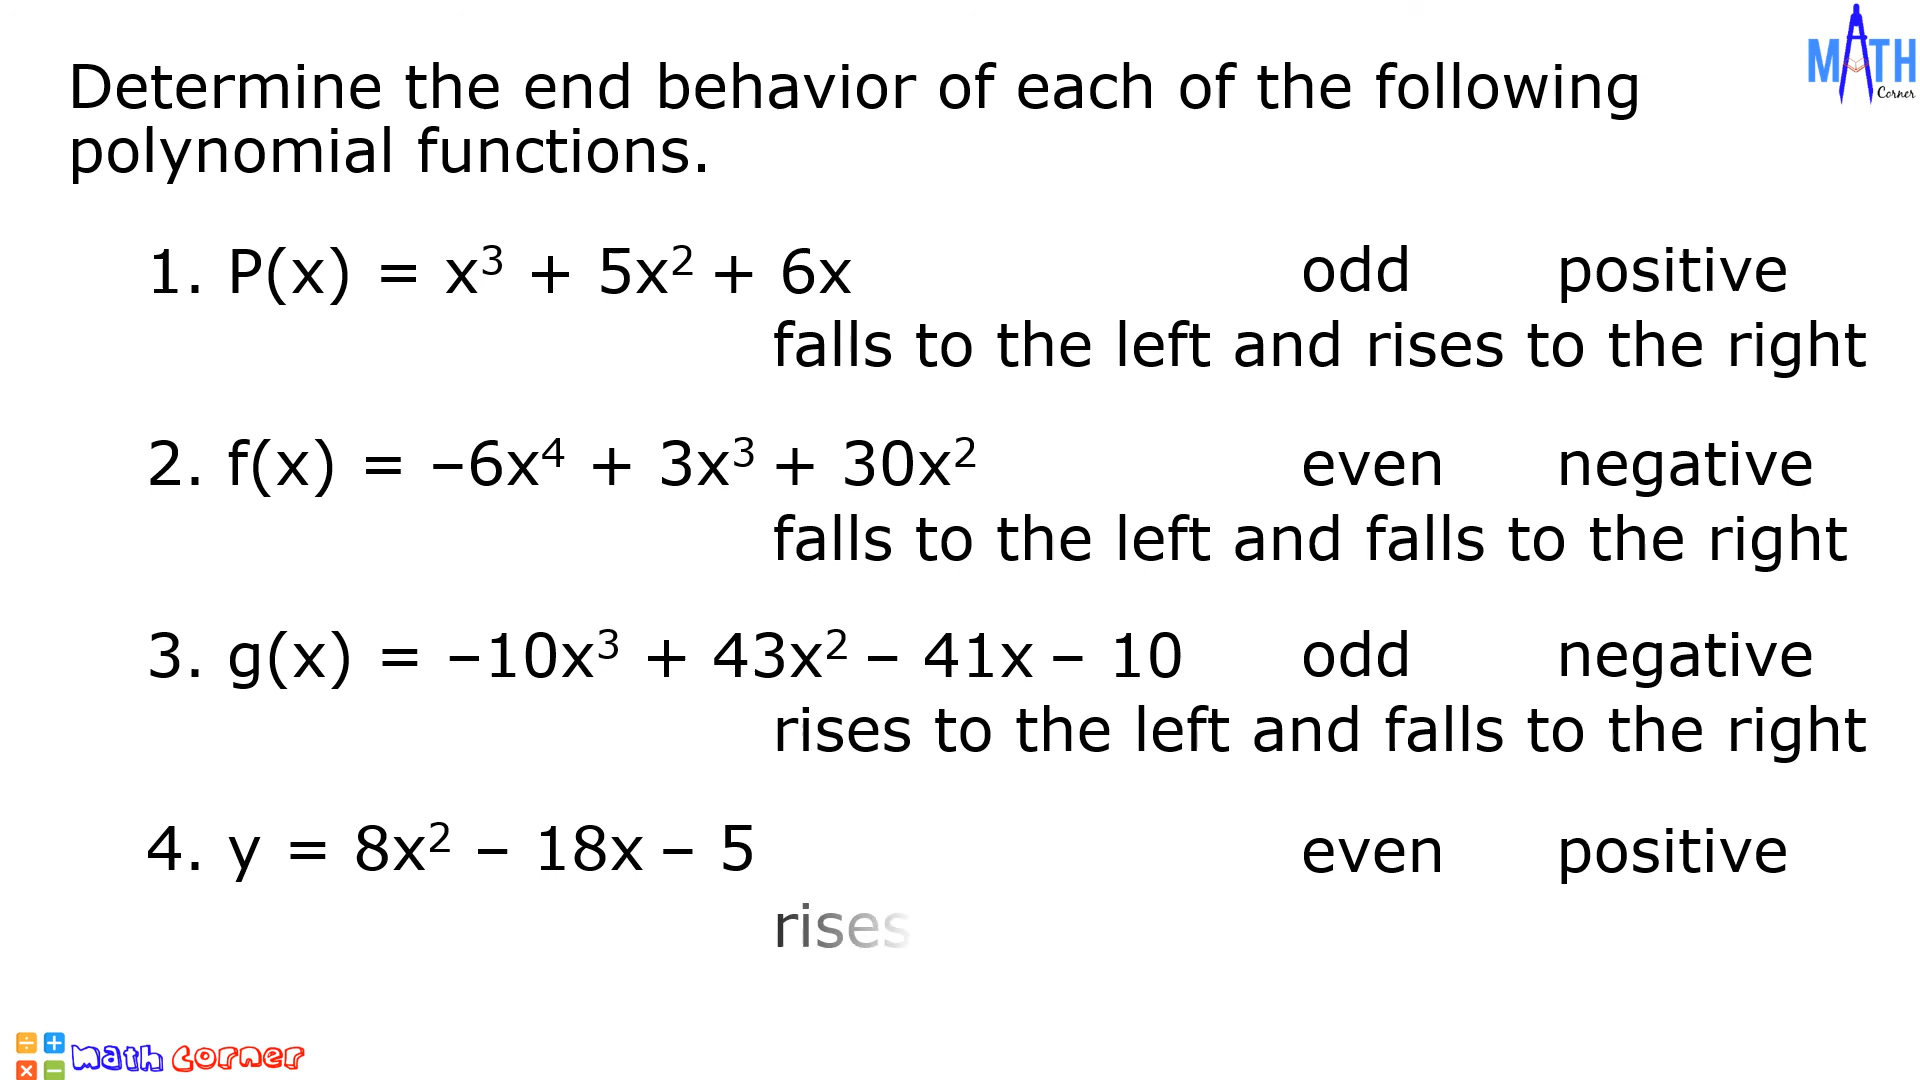 MATH
Corner
Determine the end behavior of each of the following
polynomial functions.
1. P(x) = x³ + 5x² + 6x odd positive
falls to the left and rises to the right
2. f(x) = –6x⁴ + 3x³ + 30x² even negative
falls to the left and falls to the right
3. g(x) = –10x³ + 43x² – 41x – 10 odd negative
rises to the left and falls to the right
4. y = 8x² – 18x – 5 even positive
rises
÷ + × − math corner